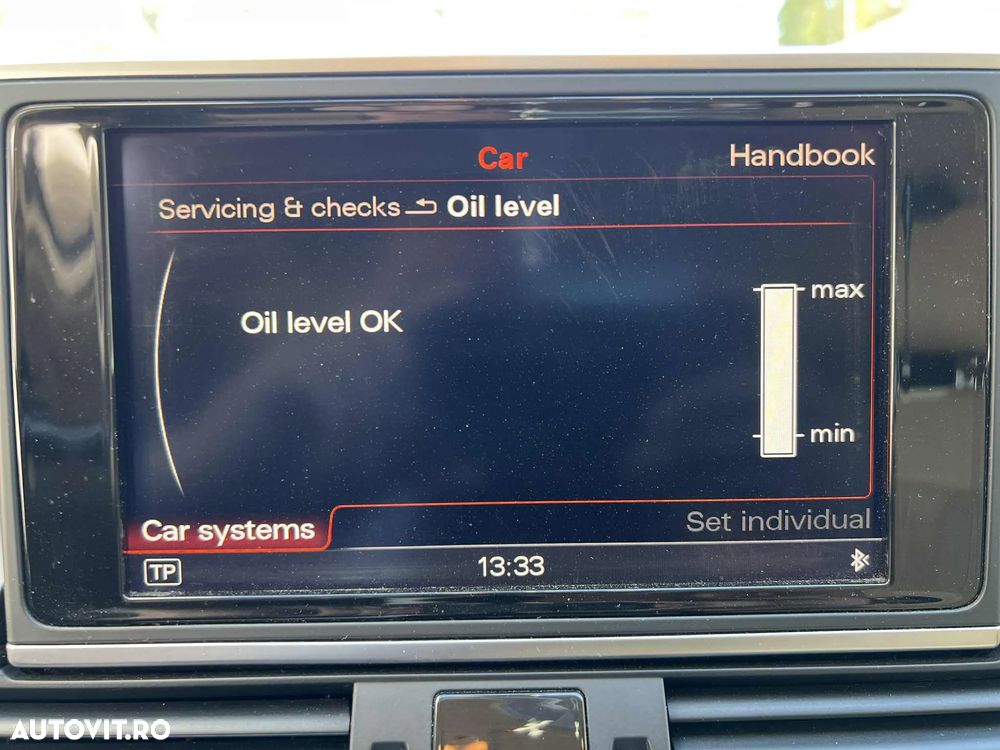 Car
Handbook
Servicing & checks Oil level
max
Oil level OK
min
Car systems
Set individual
TP
13:33
AUTOVIT.RO